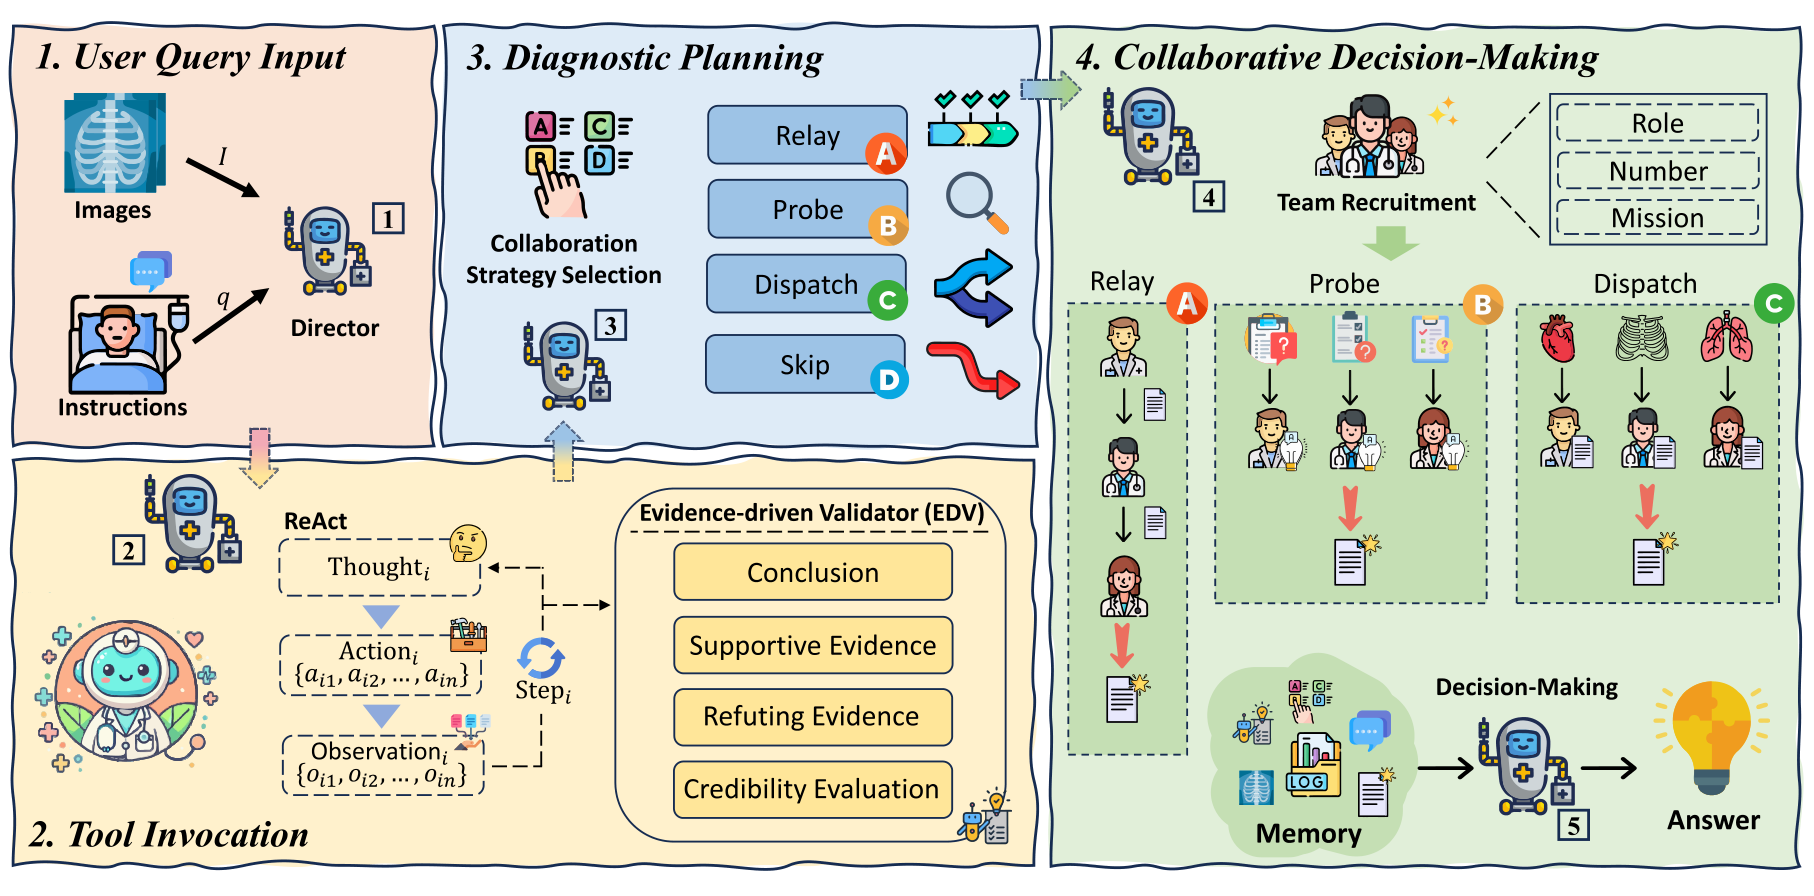 1. User Query Input
Images
I
1
Director
q
Instructions
2. Tool Invocation
2
ReAct
Thought_i
Action_i
{a_i1, a_i2, ..., a_in}
Observation_i
{o_i1, o_i2, ..., o_in}
Step_i
Evidence-driven Validator (EDV)
Conclusion
Supportive Evidence
Refuting Evidence
Credibility Evaluation
3. Diagnostic Planning
A
C
B
D
Collaboration
Strategy Selection
3
Relay
A
Probe
B
Dispatch
C
Skip
D
4. Collaborative Decision-Making
4
Team Recruitment
Role
Number
Mission
Relay
A
Probe
B
Dispatch
C
A
A
A
A
C
B
D
LOG
Memory
Decision-Making
5
Answer